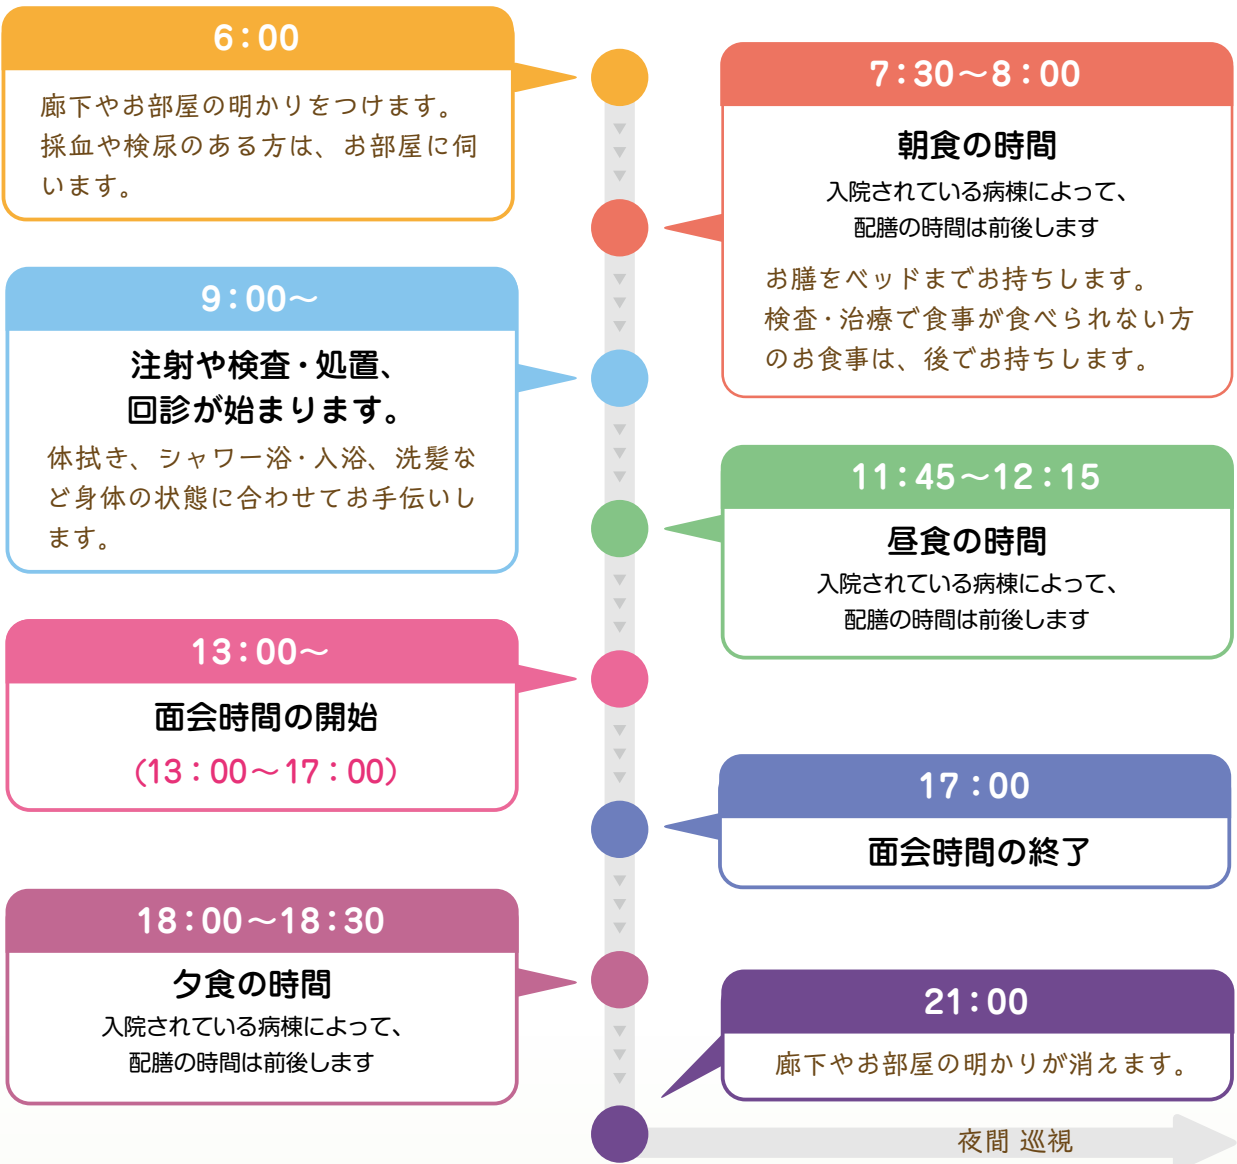 6：00
廊下やお部屋の明かりをつけます。
採血や検尿のある方は、お部屋に伺
います。
7：30～8：00
朝食の時間
入院されている病棟によって、
配膳の時間は前後します
お膳をベッドまでお持ちします。
検査・治療で食事が食べられない方
のお食事は、後でお持ちします。
9：00～
注射や検査・処置、
回診が始まります。
体拭き、シャワー浴・入浴、洗髪な
ど身体の状態に合わせてお手伝いし
ます。
11：45～12：15
昼食の時間
入院されている病棟によって、
配膳の時間は前後します
13：00～
面会時間の開始
（13：00～17：00）
17：00
面会時間の終了
18：00～18：30
夕食の時間
入院されている病棟によって、
配膳の時間は前後します
21：00
廊下やお部屋の明かりが消えます。
夜間 巡視